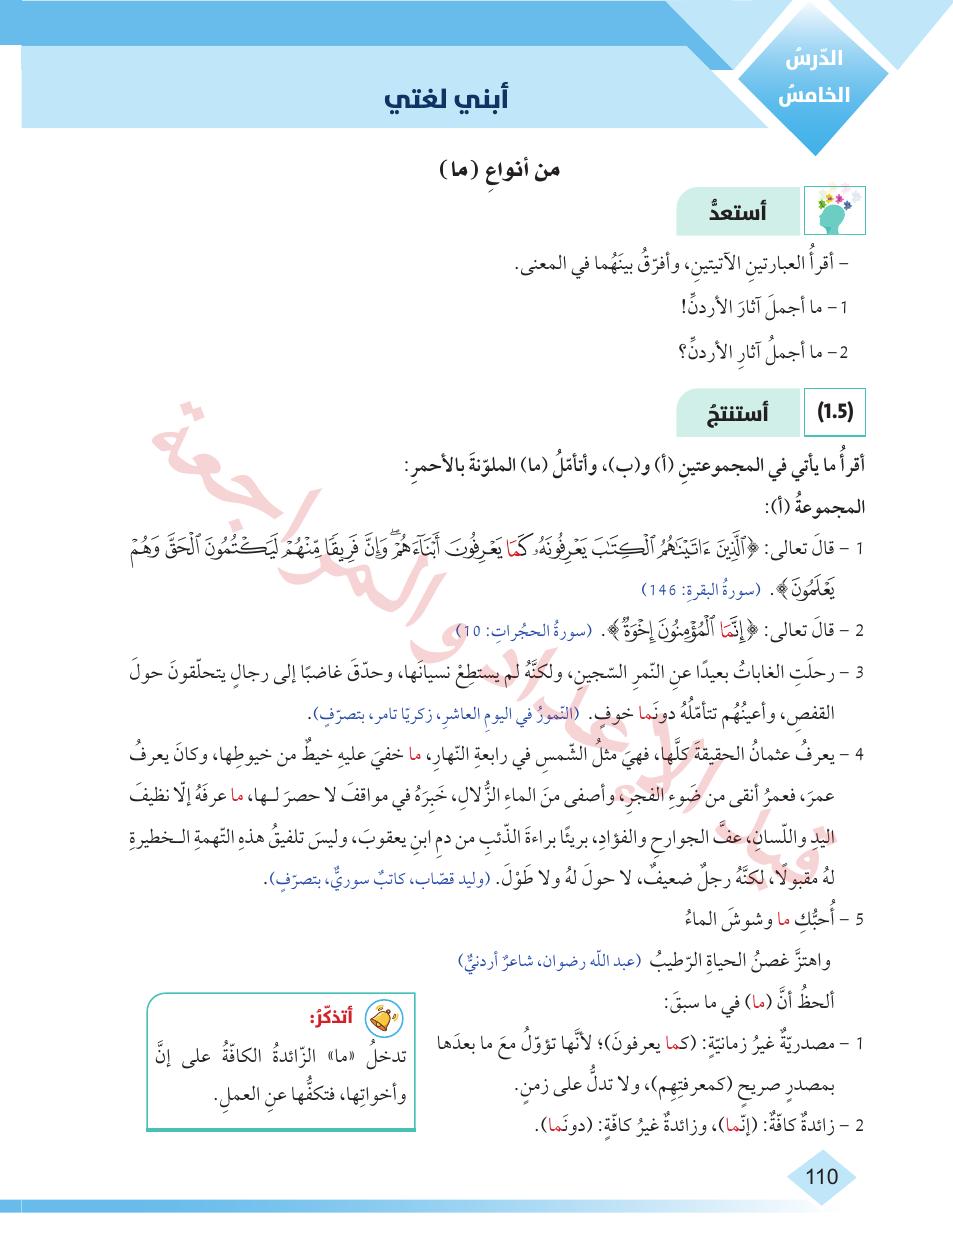 الدّرسُ
الخامسُ
أبني لغتي
من أنواعِ (ما)
أستعدُّ
– أقرأُ العبارتينِ الآتيتينِ، وأفرّقُ بينَهُما في المعنى.
1- ما أجملَ آثارَ الأردنِّ!
2- ما أجملُ آثارِ الأردنِّ؟
(1.5)
أستنتجُ
أقرأُ ما يأتي في المجموعتينِ (أ) و(ب)، وأتأمّلُ (ما) الملوّنةَ بالأحمرِ:
المجموعةُ (أ):
1 – قالَ تعالى: ﴿ٱلَّذِينَ ءَاتَيْنَٰهُمُ ٱلْكِتَٰبَ يَعْرِفُونَهُۥ كَمَا يَعْرِفُونَ أَبْنَآءَهُمْۖ وَإِنَّ فَرِيقًا مِّنْهُمْ لَيَكْتُمُونَ ٱلْحَقَّ وَهُمْ
يَعْلَمُونَ﴾. (سورةُ البقرةِ: 146)
2 – قالَ تعالى: ﴿إِنَّمَا ٱلْمُؤْمِنُونَ إِخْوَةٌ﴾. (سورةُ الحجُراتِ: 10)
3 – رحلَتِ الغاباتُ بعيدًا عنِ النّمرِ السّجينِ، ولكنَّهُ لم يستطِعْ نسيانَها، وحدّقَ غاضبًا إلى رجالٍ يتحلّقونَ حولَ
القفصِ، وأعينُهُم تتأمّلُهُ دونَما خوفٍ. (النّمورُ في اليومِ العاشرِ، زكريّا تامر، بتصرّفٍ).
4 – يعرفُ عثمانُ الحقيقةَ كلَّها، فهيَ مثلُ الشّمسِ في رابعةِ النّهارِ، ما خفيَ عليهِ خيطٌ من خيوطِها، وكانَ يعرفُ
عمرَ، فعمرُ أنقى من ضَوءِ الفجرِ، وأصفى منَ الماءِ الزُّلالِ، خَبِرَهُ في مواقفَ لا حصرَ لـها، ما عرفَهُ إلّا نظيفَ
اليدِ واللّسانِ، عفَّ الجوارحِ والفؤادِ، بريئًا براءةَ الذّئبِ من دمِ ابنِ يعقوبَ، وليسَ تلفيقُ هذهِ التّهمةِ الـخطيرةِ
لهُ مقبولًا، لكنَّهُ رجلٌ ضعيفٌ، لا حولَ لهُ ولا طَوْلَ. (وليد قصّاب، كاتبٌ سوريٌّ، بتصرّفٍ).
5 – أُحبُّكِ ما وشوشَ الماءُ
واهتزَّ غصنُ الحياةِ الرّطيبُ (عبد اللّه رضوان، شاعرٌ أردنيٌّ)
ألحظُ أنَّ (ما) في ما سبقَ:
1 – مصدريّةٌ غيرُ زمانيّةٍ: (كما يعرفونَ)؛ لأنَّها تؤوّلُ معَ ما بعدَها
بمصدرٍ صريحٍ (كمعرفتِهِم)، ولا تدلُّ على زمنٍ.
2 – زائدةٌ كافّةٌ: (إنّما)، وزائدةٌ غيرُ كافّةٍ: (دونَما).
أتذكّرُ:
تدخلُ «ما» الزّائدةُ الكافّةُ على إنَّ
وأخواتِها، فتكفُّها عنِ العملِ.
110
قيد الإعداد والمراجعة